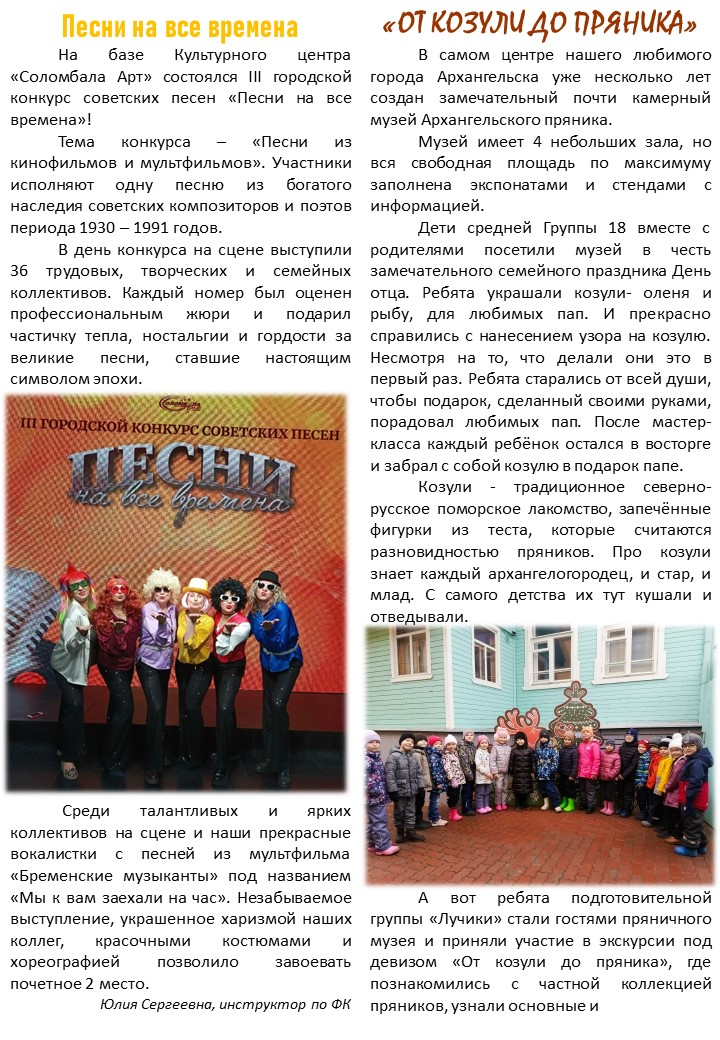 Песни на все времена
На базе Культурного центра
«Соломбала Арт» состоялся III городской
конкурс советских песен «Песни на все
времена»!
Тема конкурса – «Песни из
кинофильмов и мультфильмов». Участники
исполняют одну песню из богатого
наследия советских композиторов и поэтов
периода 1930 – 1991 годов.
В день конкурса на сцене выступили
36 трудовых, творческих и семейных
коллективов. Каждый номер был оценен
профессиональным жюри и подарил
частичку тепла, ностальгии и гордости за
великие песни, ставшие настоящим
символом эпохи.
III ГОРОДСКОЙ КОНКУРС СОВЕТСКИХ ПЕСЕН
ПЕСНИ
на все времена
Среди талантливых и ярких
коллективов на сцене и наши прекрасные
вокалистки с песней из мультфильма
«Бременские музыканты» под названием
«Мы к вам заехали на час». Незабываемое
выступление, украшенное харизмой наших
коллег, красочными костюмами и
хореографией позволило завоевать
почетное 2 место.
Юлия Сергеевна, инструктор по ФК
«ОТ КОЗУЛИ ДО ПРЯНИКА»
В самом центре нашего любимого
города Архангельска уже несколько лет
создан замечательный почти камерный
музей Архангельского пряника.
Музей имеет 4 небольших зала, но
вся свободная площадь по максимуму
заполнена экспонатами и стендами с
информацией.
Дети средней Группы 18 вместе с
родителями посетили музей в честь
замечательного семейного праздника День
отца. Ребята украшали козули- оленя и
рыбу, для любимых пап. И прекрасно
справились с нанесением узора на козулю.
Несмотря на то, что делали они это в
первый раз. Ребята старались от всей души,
чтобы подарок, сделанный своими руками,
порадовал любимых пап. После мастер-
класса каждый ребёнок остался в восторге
и забрал с собой козулю в подарок папе.
Козули - традиционное северно-
русское поморское лакомство, запечённые
фигурки из теста, которые считаются
разновидностью пряников. Про козули
знает каждый архангелогородец, и стар, и
млад. С самого детства их тут кушали и
отведывали.
А вот ребята подготовительной
группы «Лучики» стали гостями пряничного
музея и приняли участие в экскурсии под
девизом «От козули до пряника», где
познакомились с частной коллекцией
пряников, узнали основные и